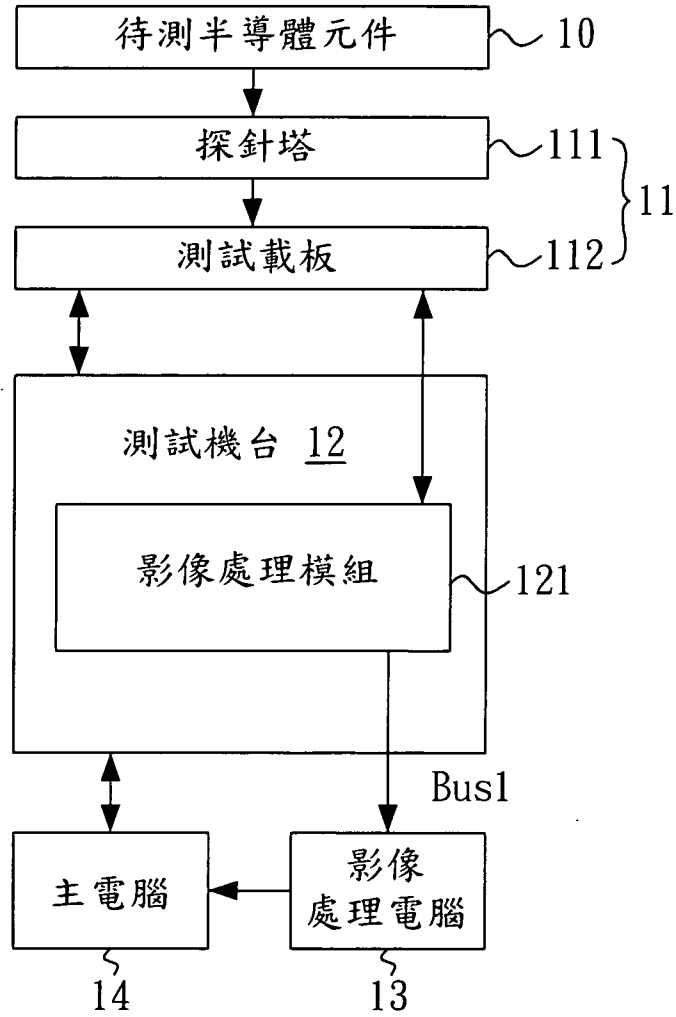 待測半導體元件 10
探針塔 111
11
測試載板 112
測試機台 12
影像處理模組 121
Bus1
主電腦
影像
處理電腦
14
13